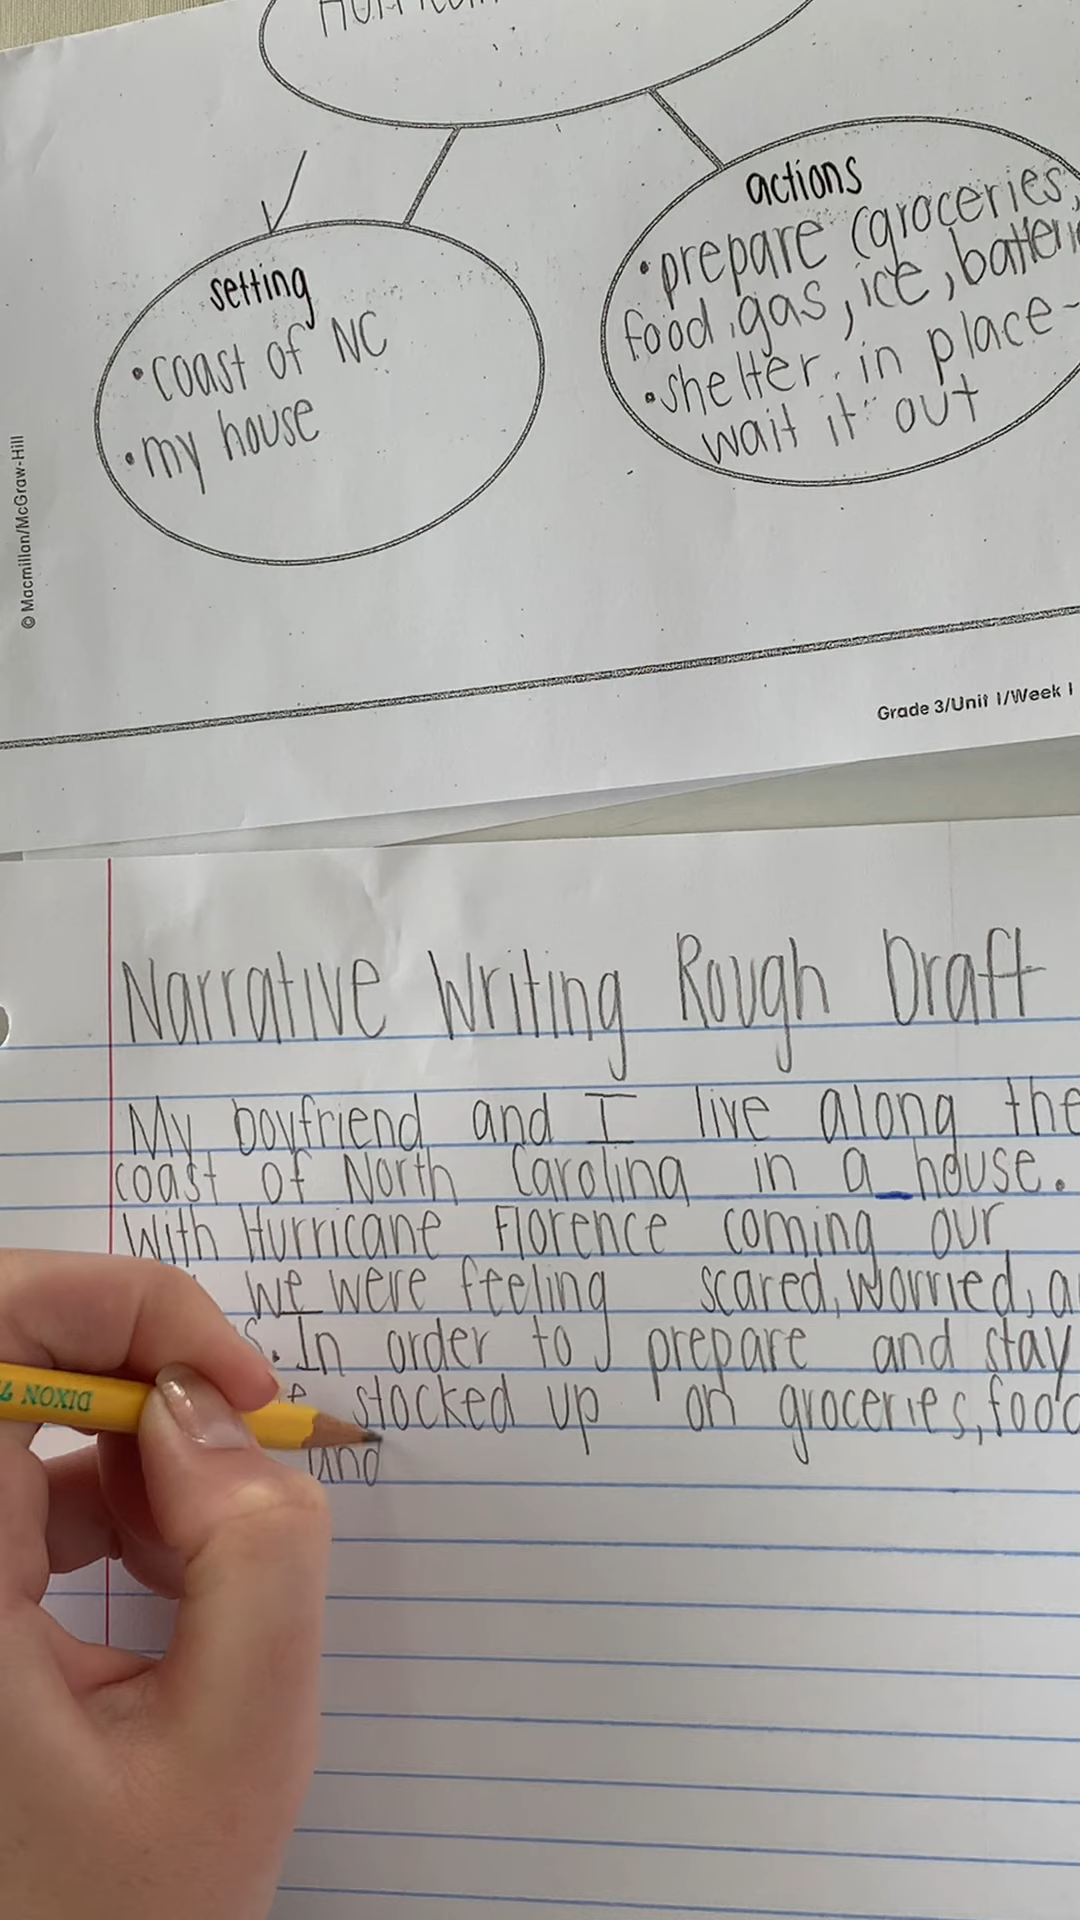 setting
•coast of NC
•my house
actions
•prepare (groceries,
food, gas, ice, batteri
•shelter in place-
wait it out
© Macmillan/McGraw-Hill
Grade 3/Unit 1/Week 1
Narrative Writing Rough Draft
My boyfriend and I live along the
coast of North Carolina in a house.
With Hurricane Florence coming our
we were feeling scared, worried, a
s. In order to prepare and stay
stocked up on groceries, food
and
DIXON